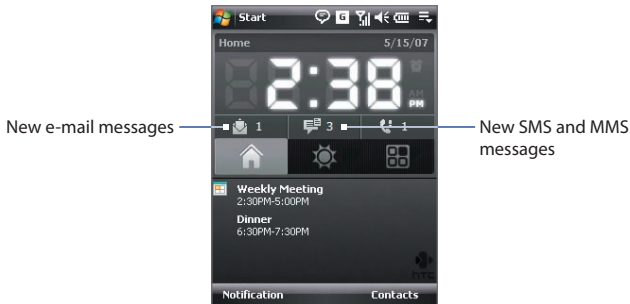 Start
G
Home 5/15/07
2:38
AM
PM
New e-mail messages
1 3 1
New SMS and MMS
messages
Weekly Meeting
2:30PM-5:00PM
Dinner
6:30PM-7:30PM
hTC
Notification Contacts